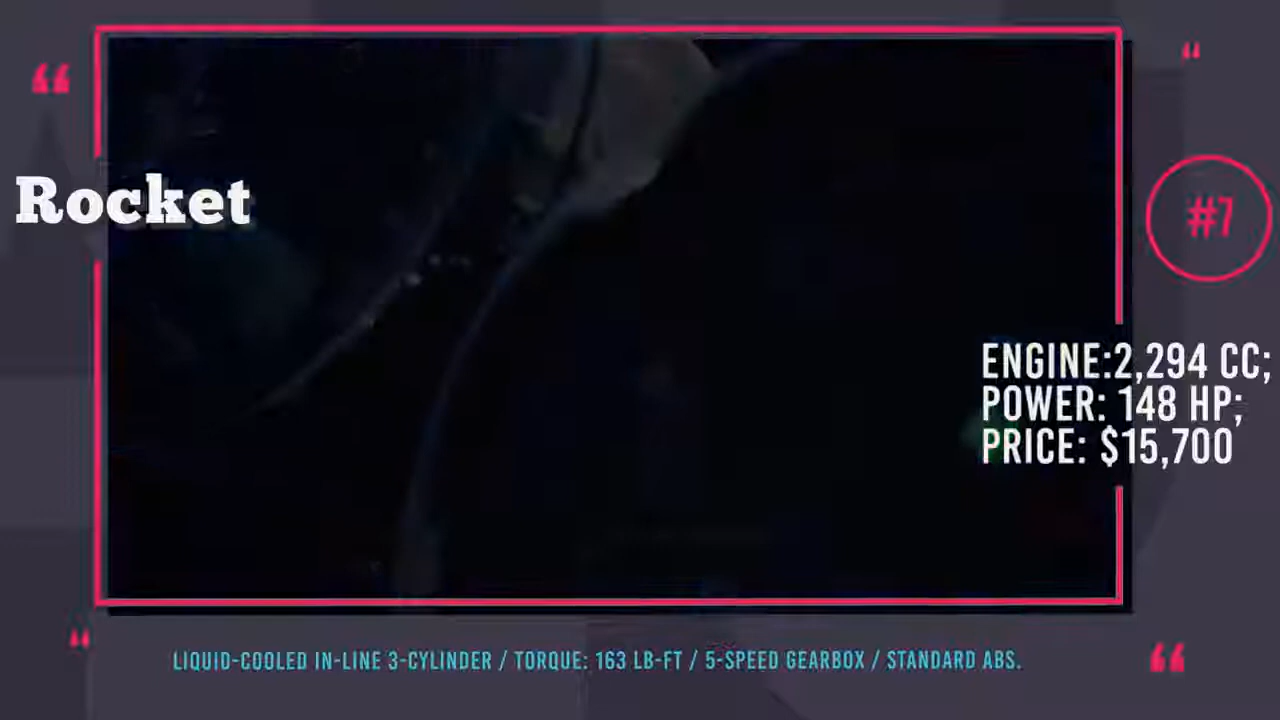 Rocket
#7
ENGINE:2,294 CC;
POWER: 148 HP;
PRICE: $15,700
LIQUID-COOLED IN-LINE 3-CYLINDER / TORQUE: 163 LB-FT / 5-SPEED GEARBOX / STANDARD ABS.